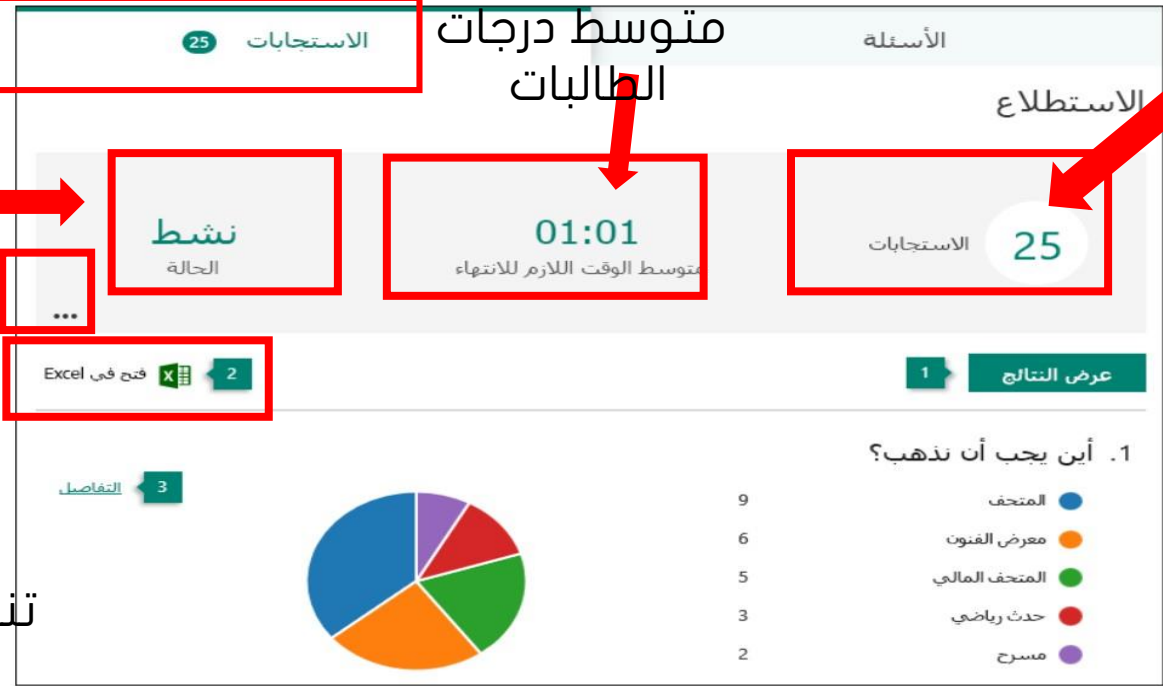 الأسئلة
الاستجابات 25
متوسط درجات
الطالبات
الاستطلاع
25 الاستجابات
01:01
متوسط الوقت اللازم للانتهاء
نشط
الحالة
...
عرض النتائج 1
2 فتح في Excel
1. أين يجب أن نذهب؟
3 التفاصيل
المتحف 9
معرض الفنون 6
المتحف المالي 5
حدث رياضي 3
مسرح 2